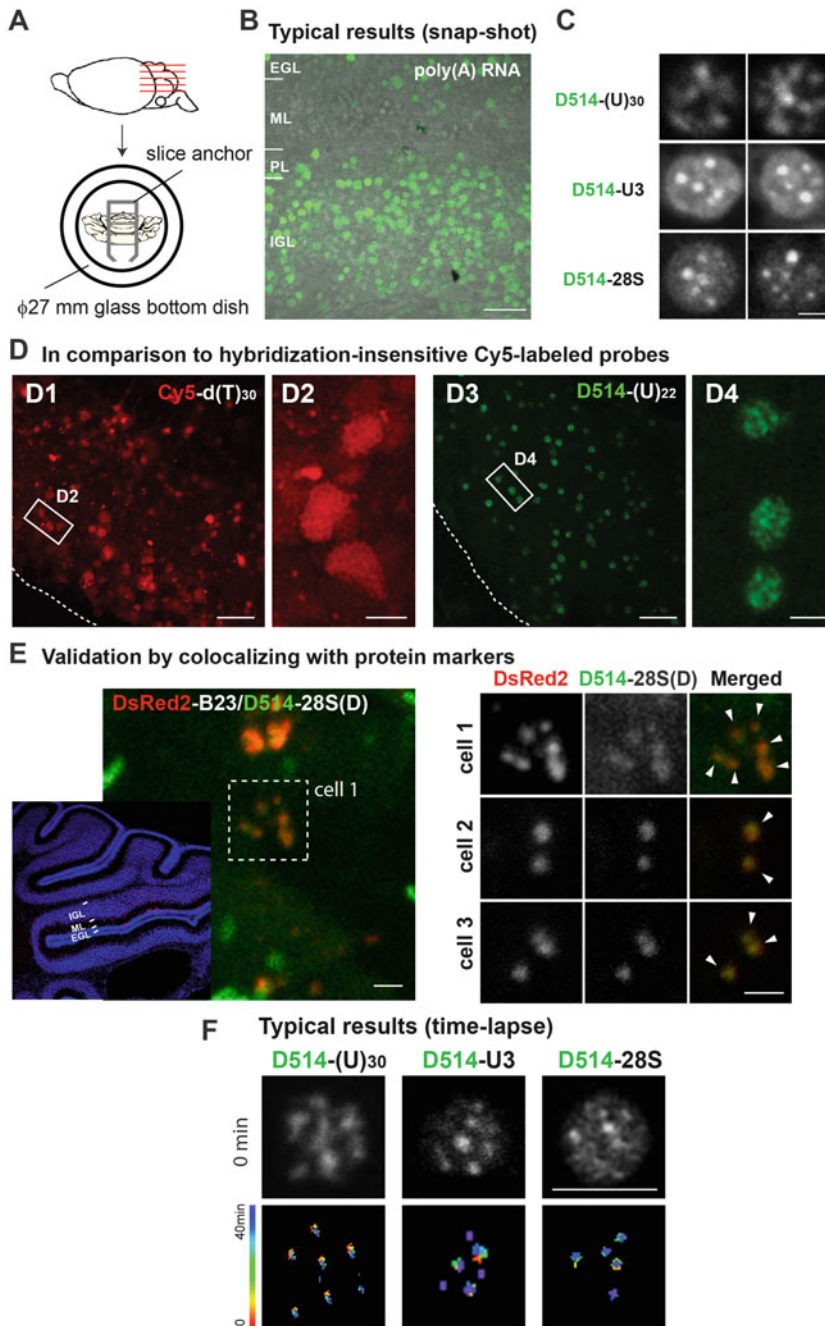 A
slice anchor
ϕ27 mm glass bottom dish
B Typical results (snap-shot)
poly(A) RNA
EGL
ML
PL
IGL
C
D514-(U)30
D514-U3
D514-28S
D In comparison to hybridization-insensitive Cy5-labeled probes
D1 Cy5-d(T)30
D2
D2
D3 D514-(U)22
D4
D4
E Validation by colocalizing with protein markers
DsRed2-B23/D514-28S(D)
cell 1
IGL
ML
EGL
DsRed2 D514-28S(D) Merged
cell 1
cell 2
cell 3
F Typical results (time-lapse)
D514-(U)30 D514-U3 D514-28S
0 min
40min
0